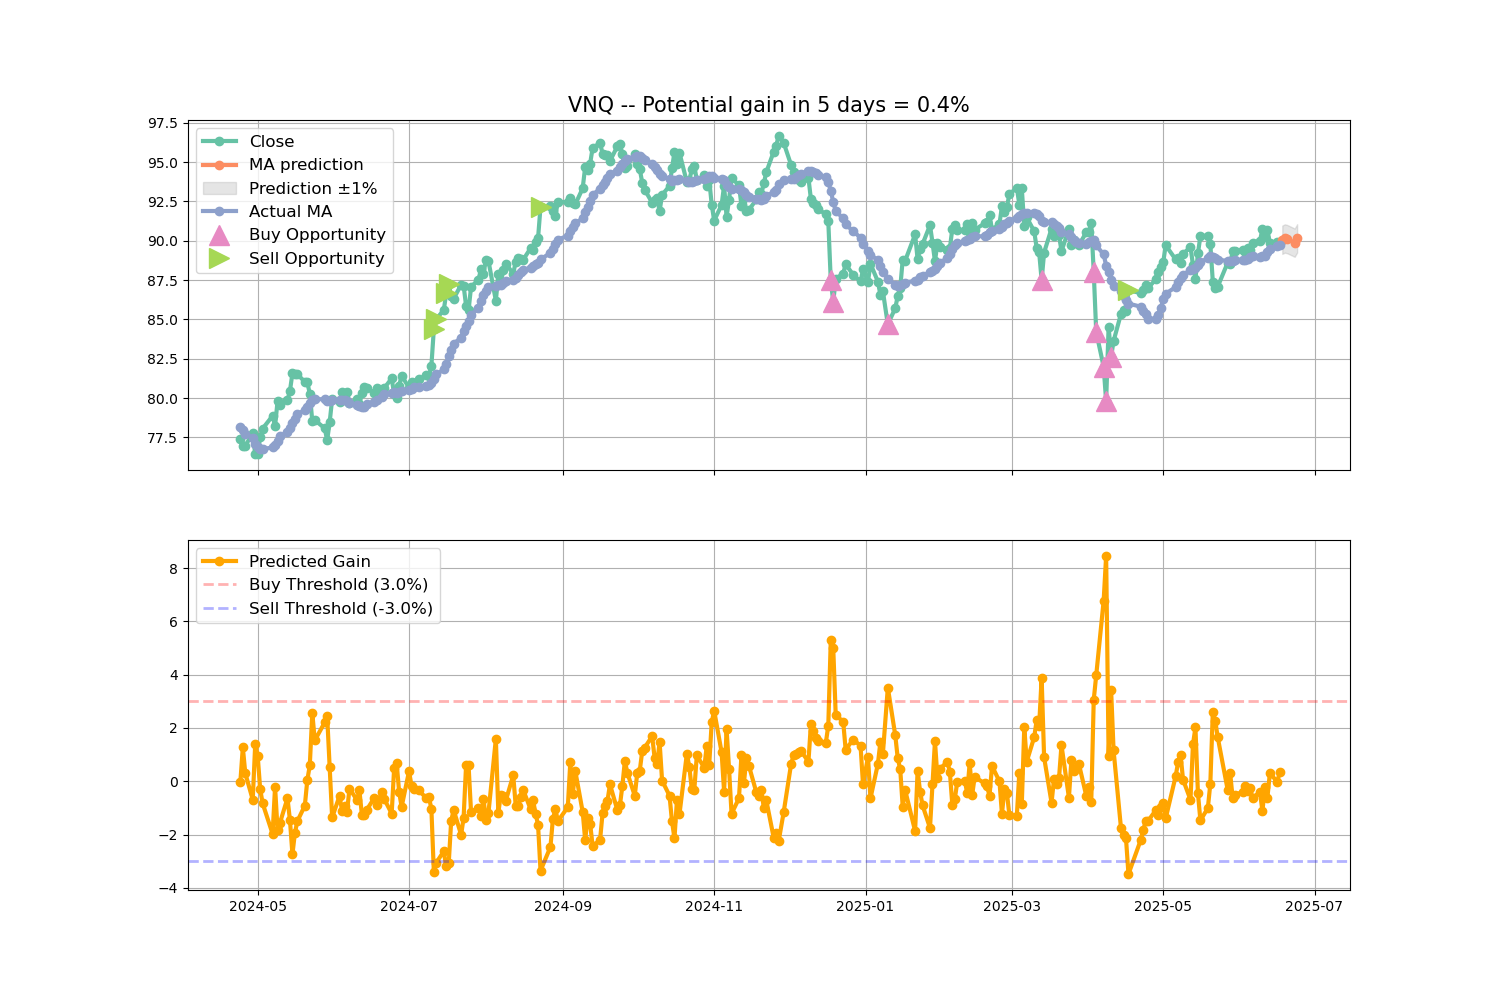 VNQ -- Potential gain in 5 days = 0.4%
97.5
95.0
92.5
90.0
87.5
85.0
82.5
80.0
77.5
Close
MA prediction
Prediction ±1%
Actual MA
Buy Opportunity
Sell Opportunity
8
6
4
2
0
−2
−4
Predicted Gain
Buy Threshold (3.0%)
Sell Threshold (-3.0%)
2024-05 2024-07 2024-09 2024-11 2025-01 2025-03 2025-05 2025-07